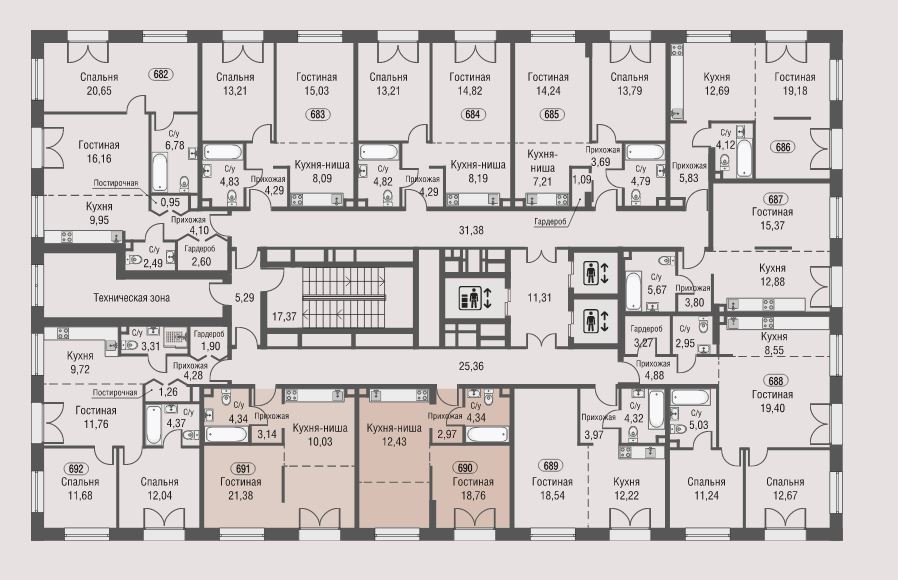 Спальня
20,65
682
Спальня
13,21
Гостиная
15,03
683
Спальня
13,21
Гостиная
14,82
684
Гостиная
14,24
685
Спальня
13,79
Кухня
12,69
Гостиная
19,18
686
Гостиная
16,16
С/у
6,78
С/у
4,83
Прихожая
4,29
Кухня-ниша
8,09
С/у
4,82
Прихожая
4,29
Кухня-ниша
8,19
Кухня-
ниша
7,21
Прихожая
3,69
1,09
Гардероб
С/у
4,79
Прихожая
5,83
С/у
4,12
Постирочная
0,95
Кухня
9,95
Прихожая
4,10
С/у
2,49
Гардероб
2,60
31,38
687
Гостиная
15,37
Кухня
12,88
С/у
5,67
Прихожая
3,80
Техническая зона
5,29
17,37
11,31
Кухня
9,72
С/у
3,31
Гардероб
1,90
Прихожая
4,28
25,36
Гардероб
3,27
С/у
2,95
4,88
Кухня
8,55
688
Гостиная
19,40
Постирочная
1,26
Гостиная
11,76
С/у
4,37
С/у
4,34
Прихожая
3,14
Кухня-ниша
10,03
691
Гостиная
21,38
Кухня-ниша
12,43
Прихожая
2,97
С/у
4,34
690
Гостиная
18,76
689
Гостиная
18,54
Прихожая
3,97
С/у
4,32
Кухня
12,22
С/у
5,03
Спальня
11,24
Спальня
12,67
692
Спальня
11,68
Спальня
12,04